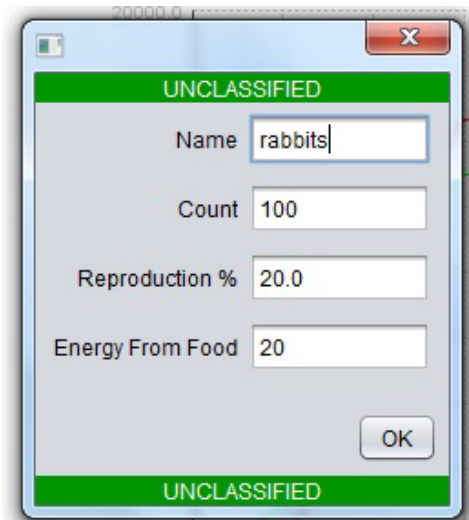 20000.0
UNCLASSIFIED
Name rabbits
Count 100
Reproduction % 20.0
Energy From Food 20
OK
UNCLASSIFIED